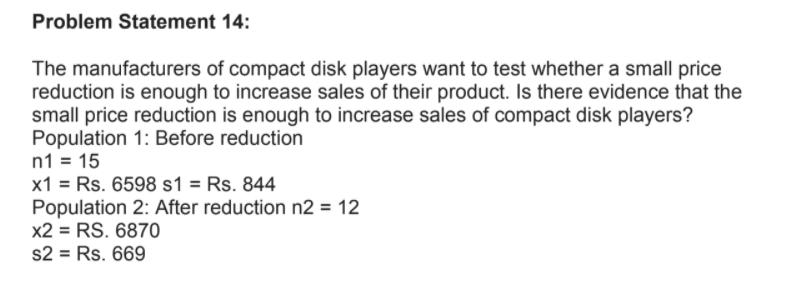 Problem Statement 14:
The manufacturers of compact disk players want to test whether a small price
reduction is enough to increase sales of their product. Is there evidence that the
small price reduction is enough to increase sales of compact disk players?
Population 1: Before reduction
n1 = 15
x1 = Rs. 6598 s1 = Rs. 844
Population 2: After reduction n2 = 12
x2 = RS. 6870
s2 = Rs. 669